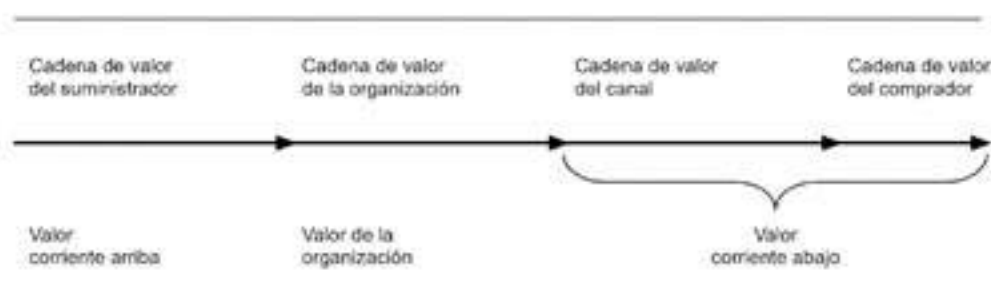 Cadena de valor
del suministrador
Cadena de valor
de la organización
Cadena de valor
del canal
Cadena de valor
del comprador
Valor
corriente arriba
Valor de la
organización
Valor
corriente abajo